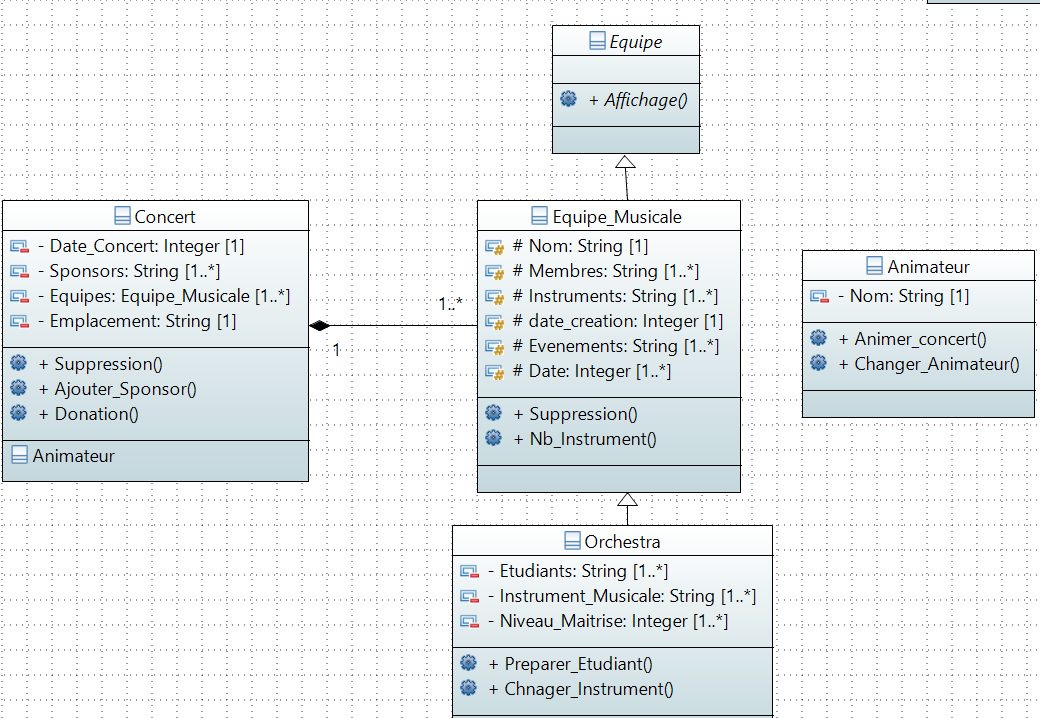 Equipe
+ Affichage()
Concert
- Date_Concert: Integer [1]
- Sponsors: String [1..*]
- Equipes: Equipe_Musicale [1..*]
- Emplacement: String [1]
+ Suppression()
+ Ajouter_Sponsor()
+ Donation()
Animateur
1..*
1
Equipe_Musicale
# Nom: String [1]
# Membres: String [1..*]
# Instruments: String [1..*]
# date_creation: Integer [1]
# Evenements: String [1..*]
# Date: Integer [1..*]
+ Suppression()
+ Nb_Instrument()
Animateur
- Nom: String [1]
+ Animer_concert()
+ Changer_Animateur()
Orchestra
- Etudiants: String [1..*]
- Instrument_Musicale: String [1..*]
- Niveau_Maitrise: Integer [1..*]
+ Preparer_Etudiant()
+ Chnager_Instrument()